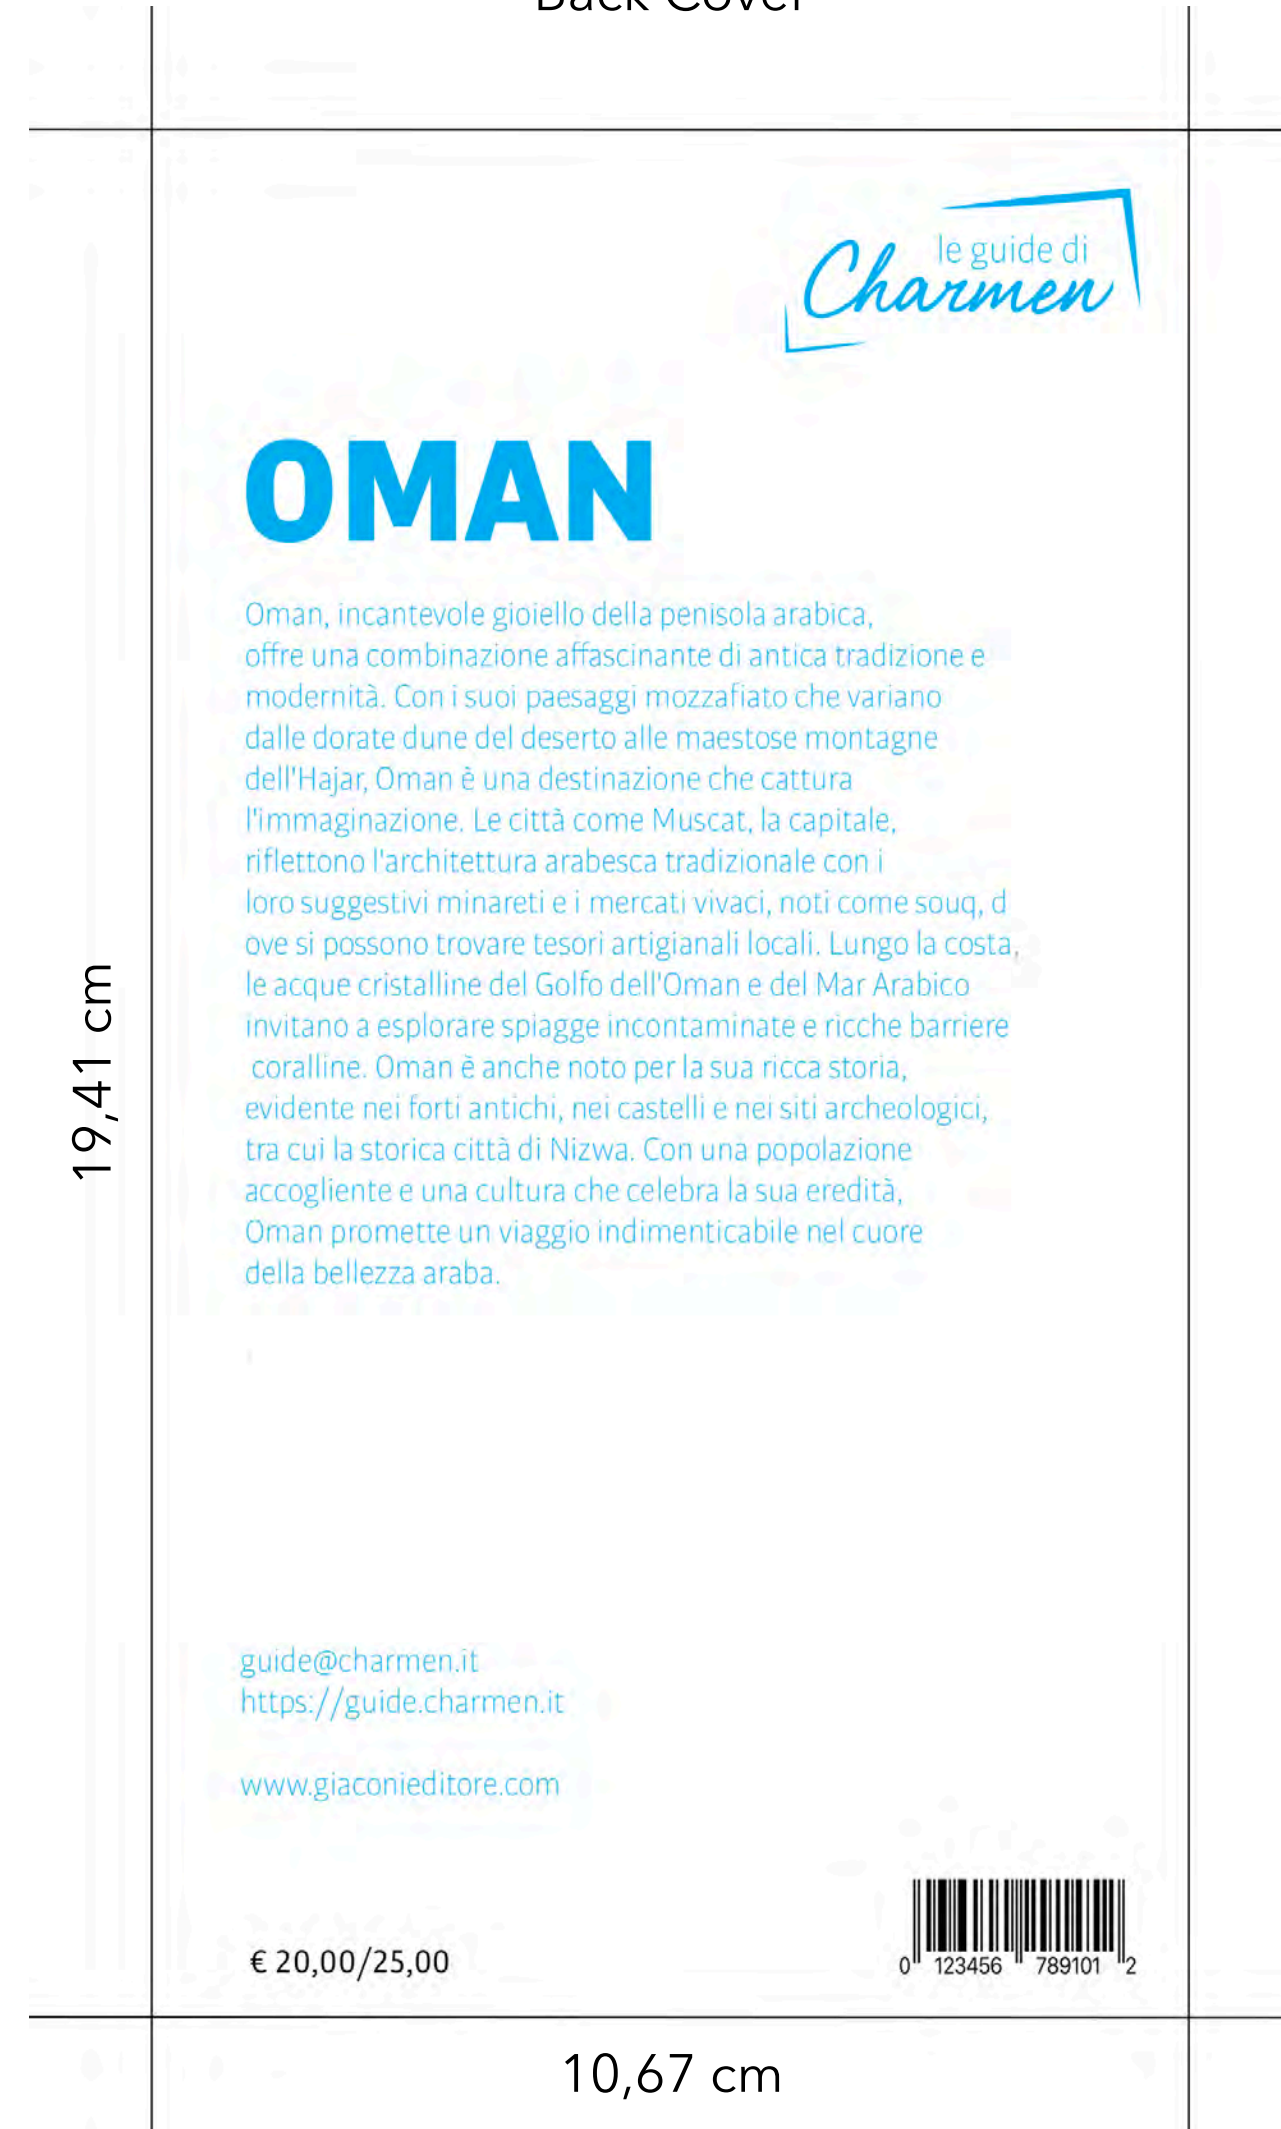 Back Cover
le guide di
Charmen
OMAN
Oman, incantevole gioiello della penisola arabica,
offre una combinazione affascinante di antica tradizione e
modernità. Con i suoi paesaggi mozzafiato che variano
dalle dorate dune del deserto alle maestose montagne
dell'Hajar, Oman è una destinazione che cattura
l'immaginazione. Le città come Muscat, la capitale,
riflettono l'architettura arabesca tradizionale con i
loro suggestivi minareti e i mercati vivaci, noti come souq, d
ove si possono trovare tesori artigianali locali. Lungo la costa,
le acque cristalline del Golfo dell'Oman e del Mar Arabico
invitano a esplorare spiagge incontaminate e ricche barriere
coralline. Oman è anche noto per la sua ricca storia,
evidente nei forti antichi, nei castelli e nei siti archeologici,
tra cui la storica città di Nizwa. Con una popolazione
accogliente e una cultura che celebra la sua eredità,
Oman promette un viaggio indimenticabile nel cuore
della bellezza araba.
19,41 cm
guide@charmen.it
https://guide.charmen.it
www.giaconieditore.com
€ 20,00/25,00
0 123456 789101 2
10,67 cm